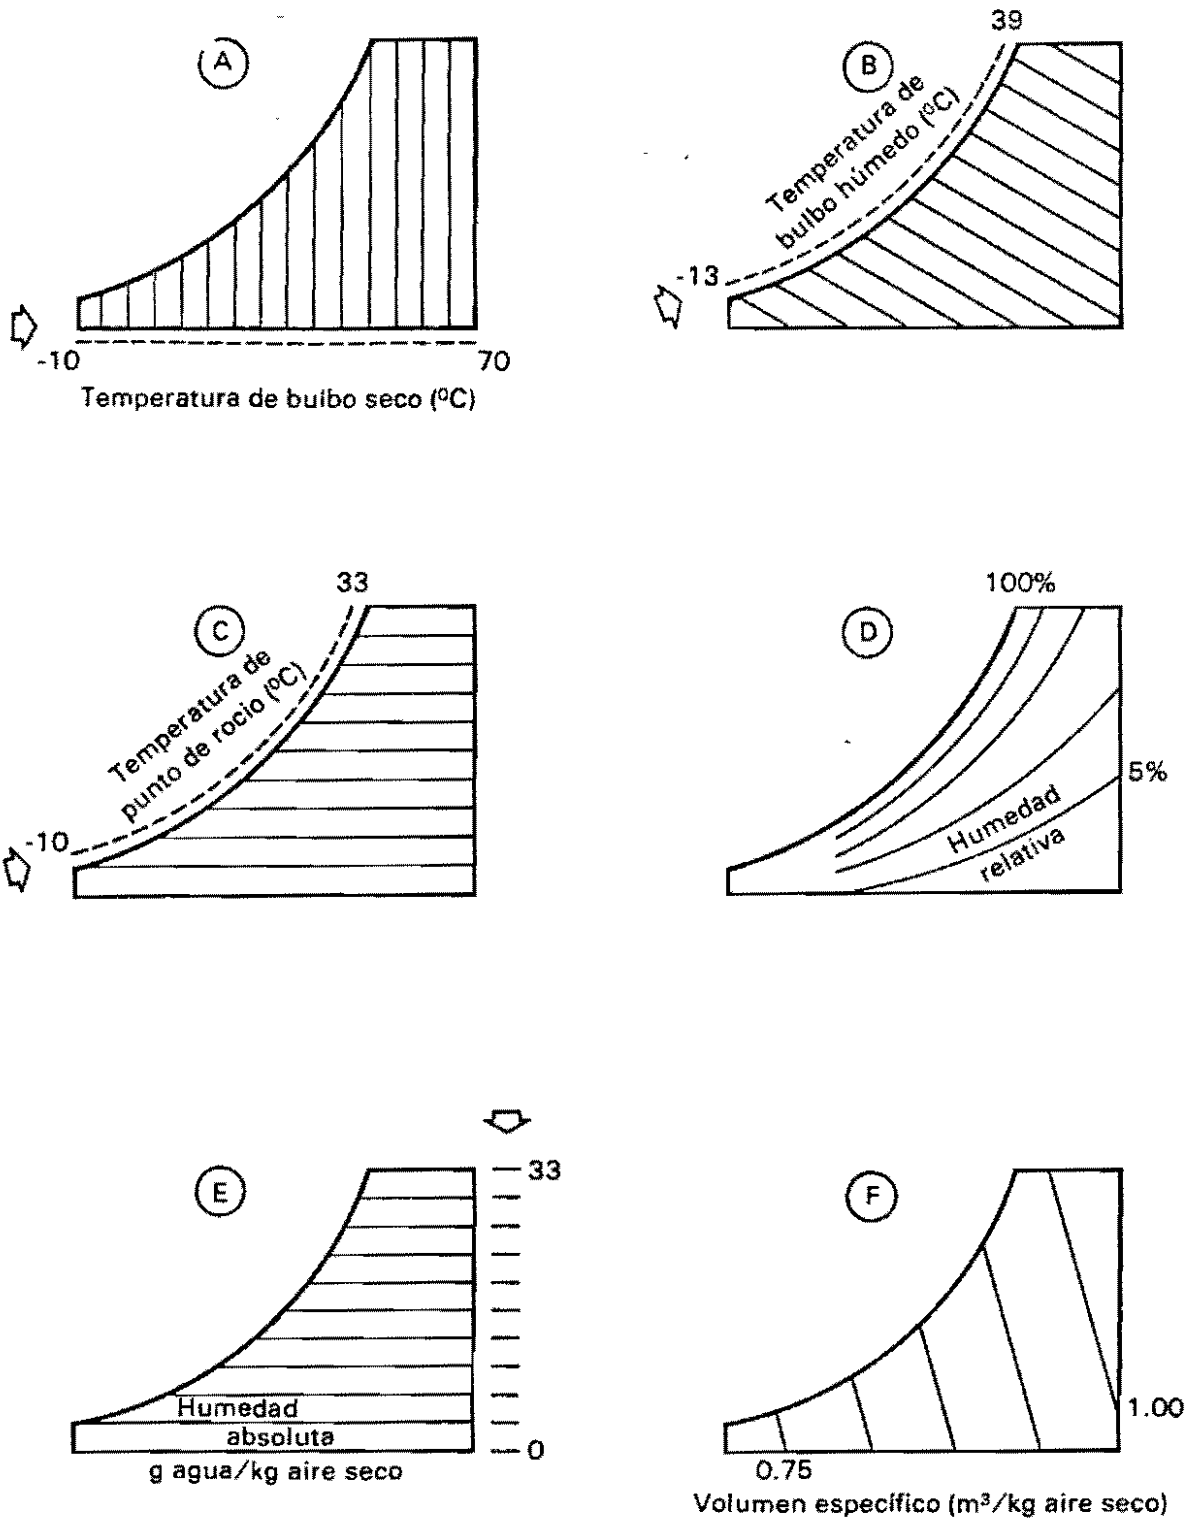 A
-10
70
Temperatura de bulbo seco (ºC)
B
39
Temperatura de
bulbo húmedo (ºC)
-13
C
33
Temperatura de
punto de rocio (ºC)
-10
D
100%
5%
Humedad
relativa
E
33
Humedad
absoluta
0
g agua/kg aire seco
F
1.00
0.75
Volumen específico (m³/kg aire seco)